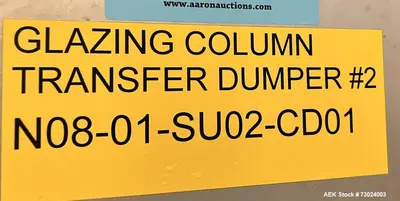 www.aaronauctions.com
GLAZING COLUMN
TRANSFER DUMPER #2
N08-01-SU02-CD01
AEK Stock # 73024003